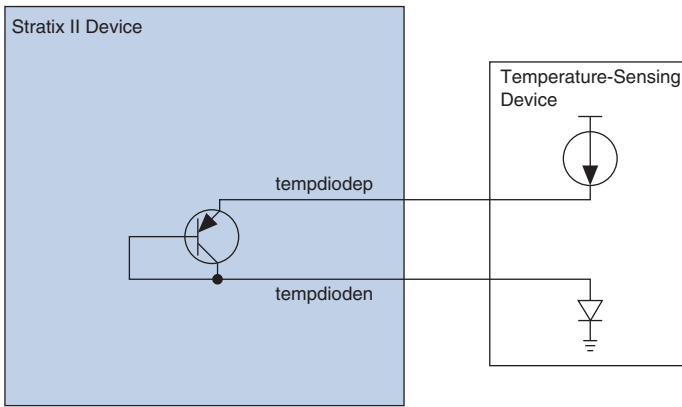 Stratix II Device
Temperature-Sensing
Device
tempdiodep
tempdioden